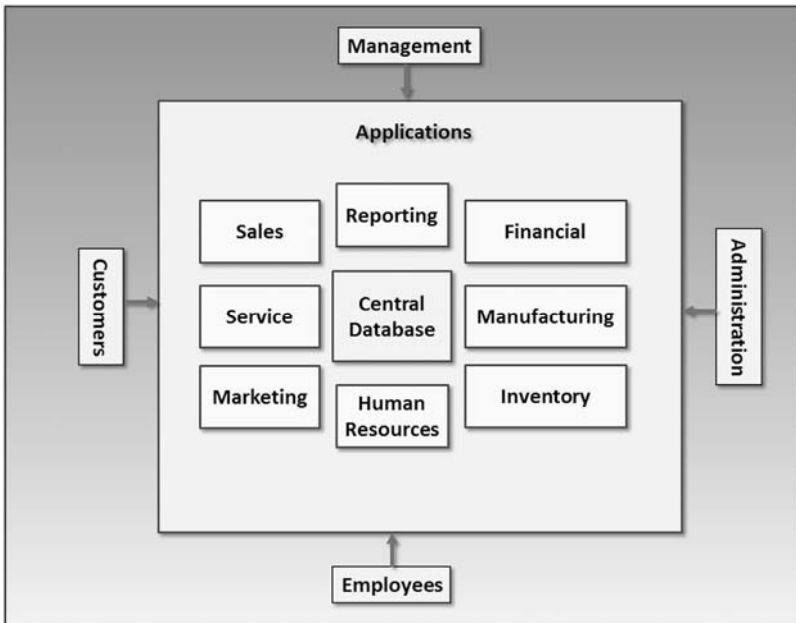 Management
Applications
Sales
Reporting
Financial
Customers
Service
Central
Database
Manufacturing
Administration
Marketing
Human
Resources
Inventory
Employees